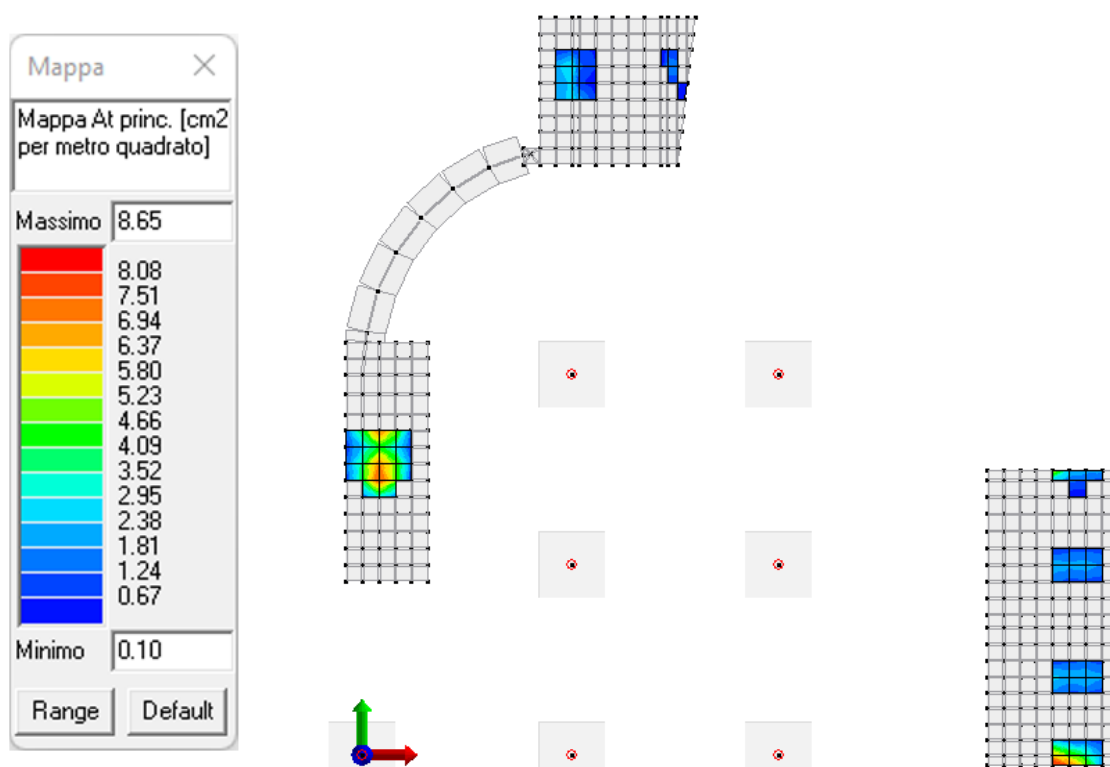 Mappa
Mappa At princ. [cm2
per metro quadrato]
Massimo 8.65
8.08
7.51
6.94
6.37
5.80
5.23
4.66
4.09
3.52
2.95
2.38
1.81
1.24
0.67
Minimo 0.10
Range Default